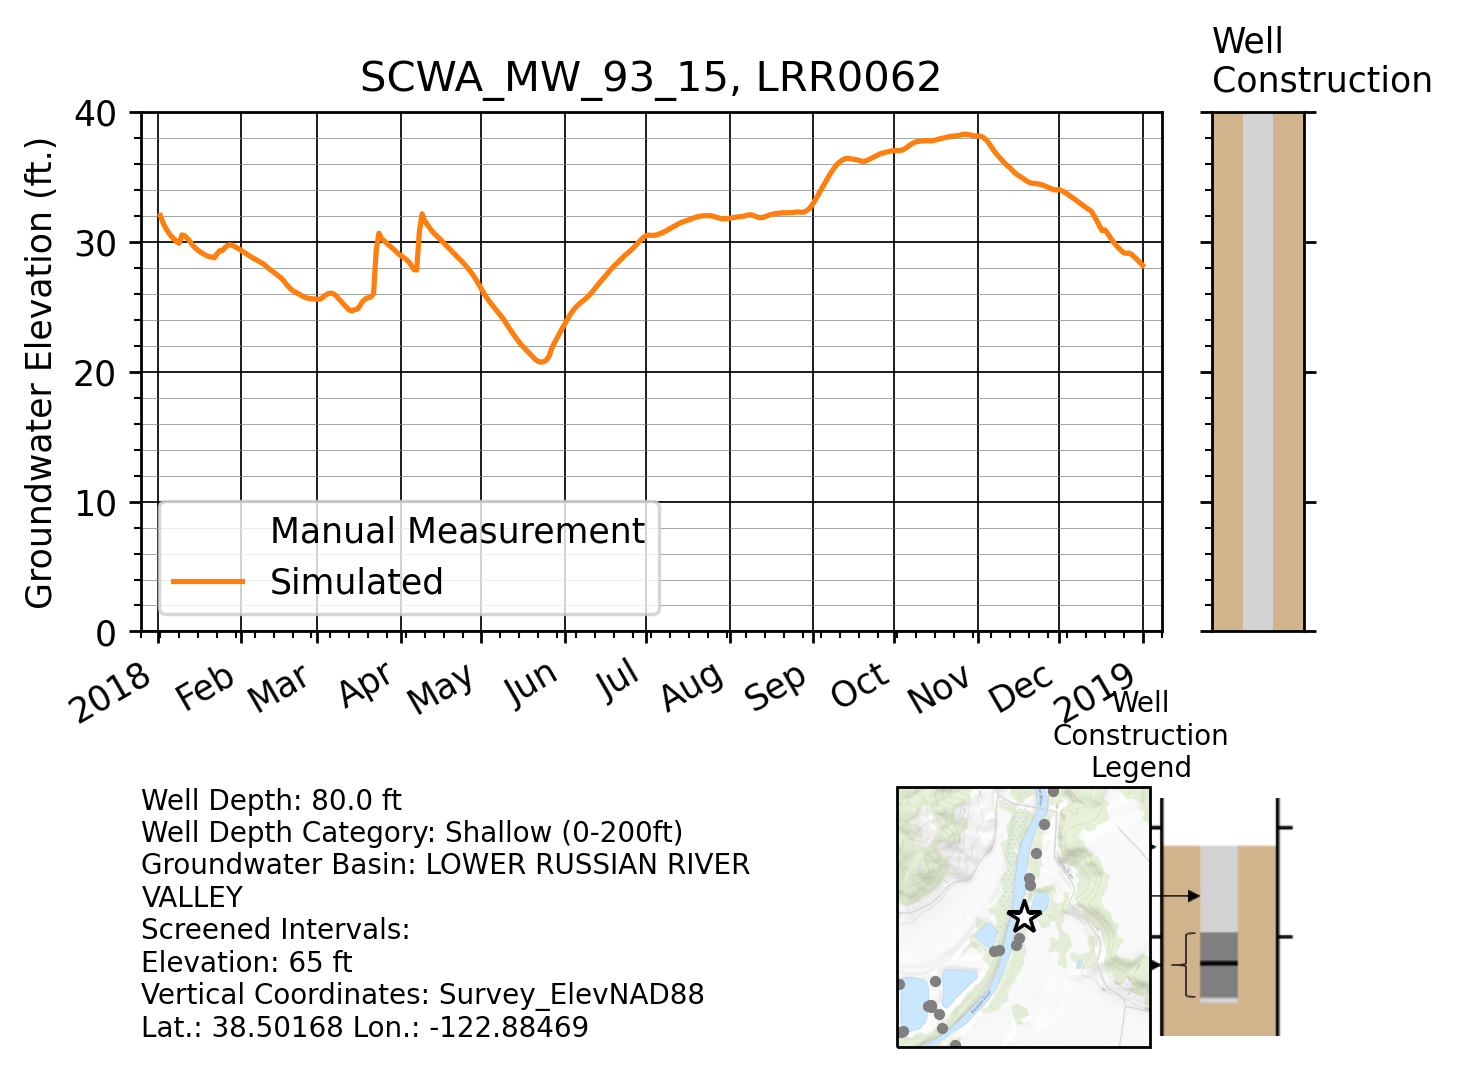 Well
Construction
SCWA_MW_93_15, LRR0062
Groundwater Elevation (ft.)
40
30
20
10
0
Manual Measurement
Simulated
2018 Feb Mar Apr May Jun Jul Aug Sep Oct Nov Dec 2019
Well
Construction
Legend
Well Depth: 80.0 ft
Well Depth Category: Shallow (0-200ft)
Groundwater Basin: LOWER RUSSIAN RIVER
VALLEY
Screened Intervals:
Elevation: 65 ft
Vertical Coordinates: Survey_ElevNAD88
Lat.: 38.50168 Lon.: -122.88469